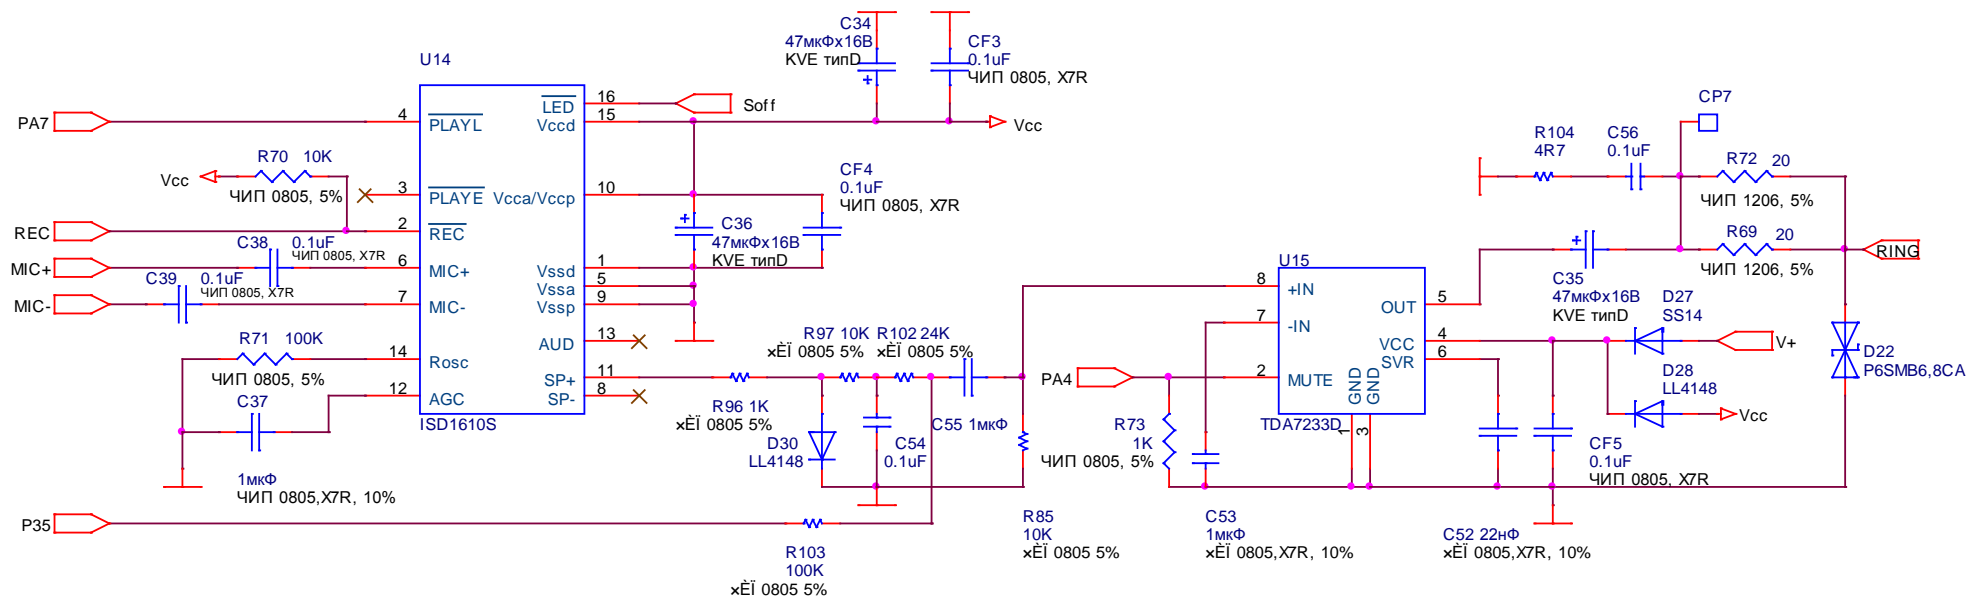 U14
C34
47мкФх16В
KVE типD
CF3
0.1uF
ЧИП 0805, X7R
PA7
4
PLAYL
LED
16
Soff
Vccd
15
Vcc
R70 10K
Vcc
ЧИП 0805, 5%
3
PLAYE
Vcca/Vccp
10
CF4
0.1uF
ЧИП 0805, X7R
REC
2
REC
C36
47мкФх16В
KVE типD
C38
0.1uF
ЧИП 0805, X7R
MIC+
6
MIC+
Vssd
1
C39
0.1uF
ЧИП 0805, X7R
Vssa
5
MIC-
7
MIC-
Vssp
9
AUD
13
R71 100K
14
Rosc
ЧИП 0805, 5%
SP+
11
C37
12
AGC
SP-
8
ISD1610S
1мкФ
ЧИП 0805,X7R, 10%
R97 10K
×ÈÏ 0805 5%
R102 24K
×ÈÏ 0805 5%
R96 1K
×ÈÏ 0805 5%
D30
LL4148
C54
0.1uF
C55 1мкФ
P35
R103
100K
×ÈÏ 0805 5%
R85
10K
×ÈÏ 0805 5%
PA4
R73
1K
ЧИП 0805, 5%
C53
1мкФ
×ÈÏ 0805,X7R, 10%
U15
8
+IN
7
-IN
2
MUTE
OUT
5
VCC
4
SVR
6
GND
GND
1
3
TDA7233D
C52 22нФ
×ÈÏ 0805,X7R, 10%
CF5
0.1uF
ЧИП 0805, X7R
CP7
R104
4R7
C56
0.1uF
R72 20
ЧИП 1206, 5%
R69 20
ЧИП 1206, 5%
RING
C35
47мкФх16В
KVE типD
D27
SS14
V+
D28
LL4148
Vcc
D22
P6SMB6,8CA